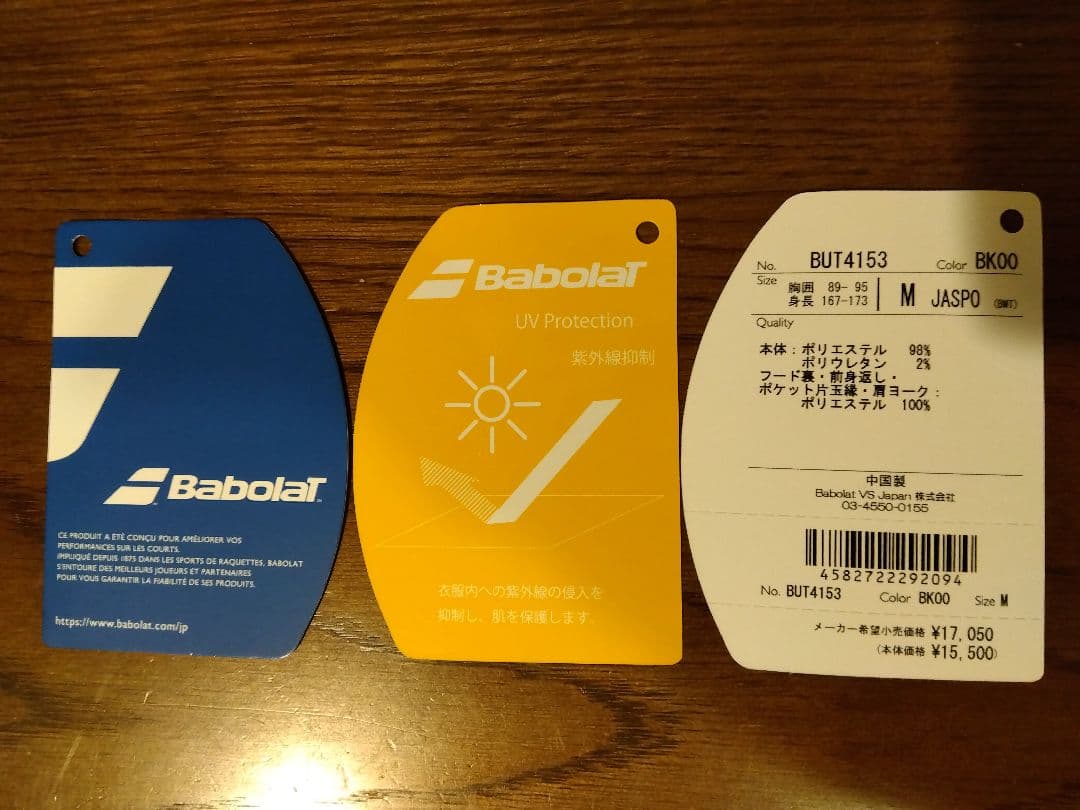 Babolat
CE PRODUIT A ÉTÉ CONÇU POUR AMÉLIORER VOS
PERFORMANCES SUR LES COURTS.
IMPLIQUÉ DEPUIS 1875 DANS LES SPORTS DE RAQUETTES, BABOLAT
S'ENTOURE DES MEILLEURS JOUEURS ET PARTENAIRES
POUR VOUS GARANTIR LA FIABILITÉ DE SES PRODUITS.
https://www.babolat.com/jp
Babolat
UV Protection
紫外線抑制
衣服内への紫外線の侵入を
抑制し、肌を保護します。
No. BUT4153 Color BK00
Size 胸囲 89- 95 M JASPO (BWT)
身長 167-173
Quality
本体：ポリエステル 98%
ポリウレタン 2%
フード裏・前身返し・
ポケット片玉縁・肩ヨーク：
ポリエステル 100%
中国製
Babolat VS Japan 株式会社
03-4550-0155
4582722292094
No. BUT4153 Color BK00 Size M
メーカー希望小売価格 ¥17,050
(本体価格 ¥15,500)